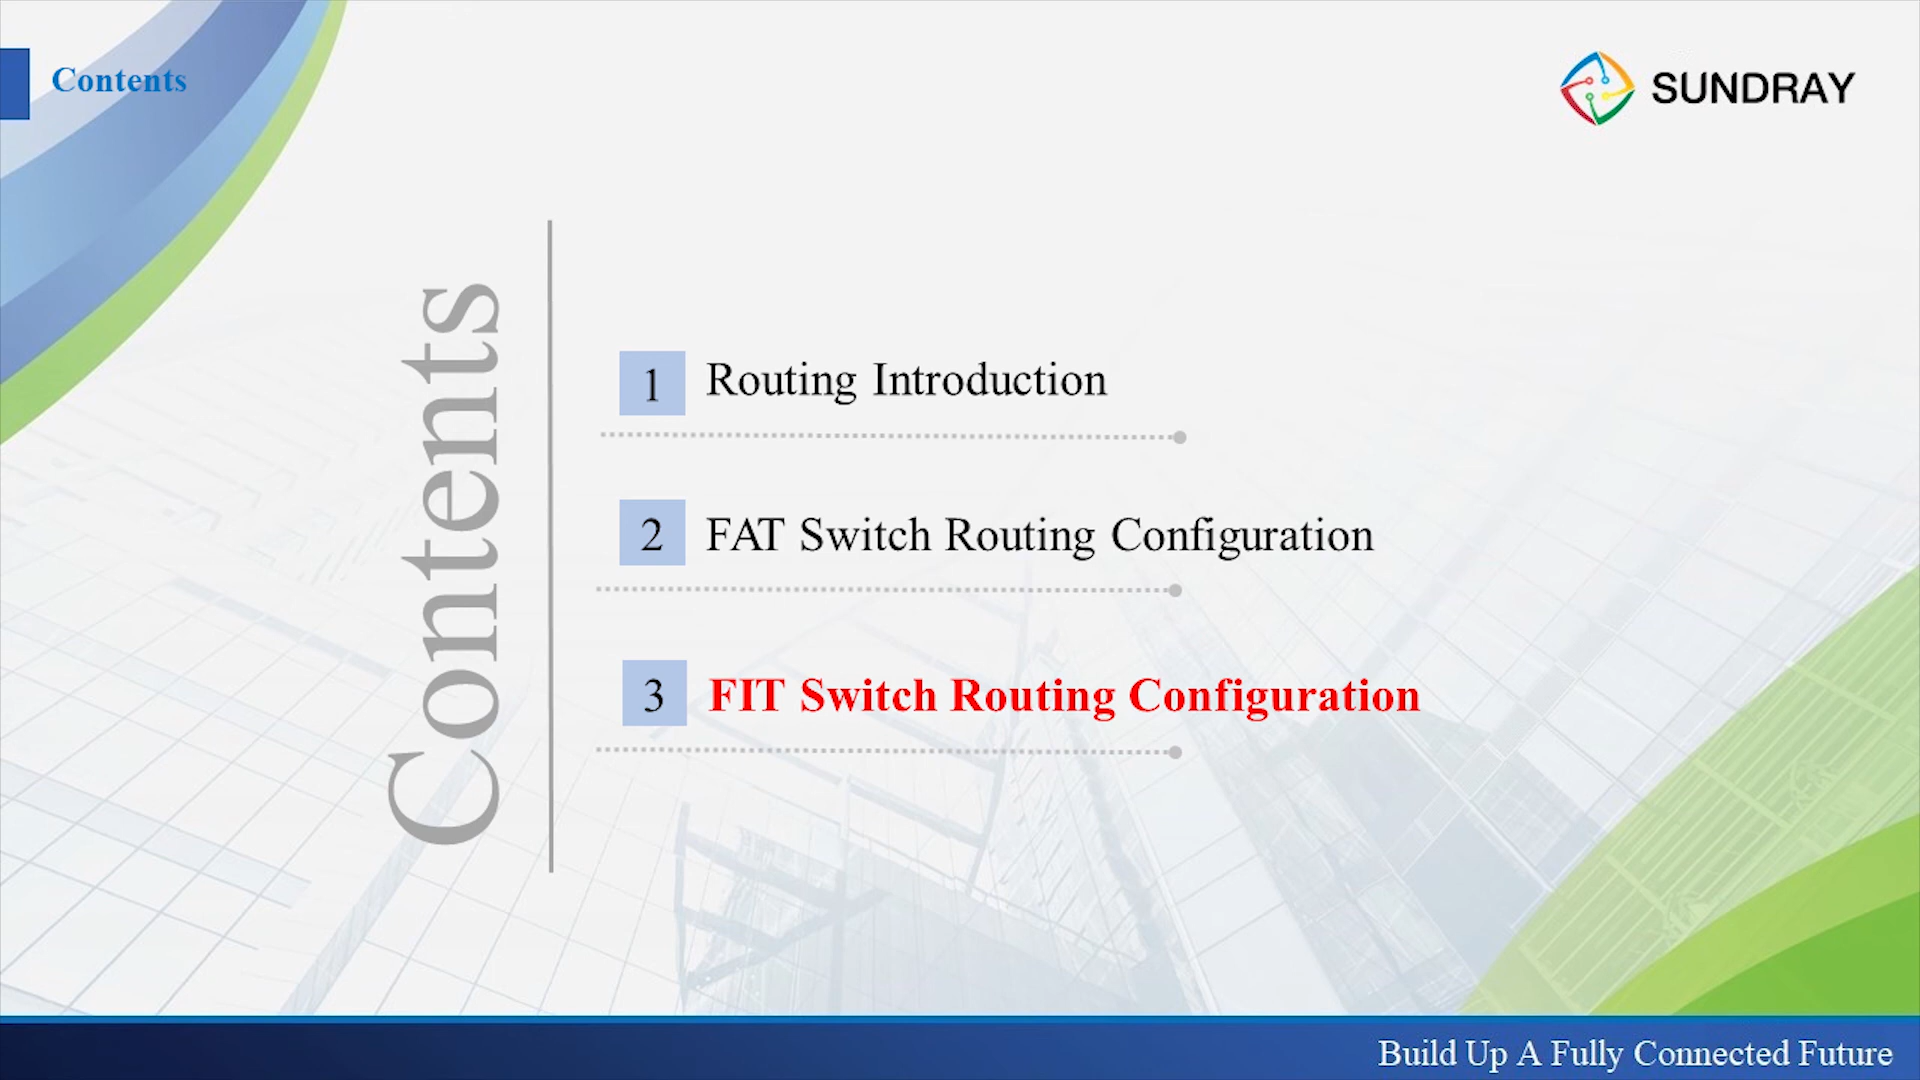 Contents
SUNDRAY
Contents
1 Routing Introduction
2 FAT Switch Routing Configuration
3 FIT Switch Routing Configuration
Build Up A Fully Connected Future